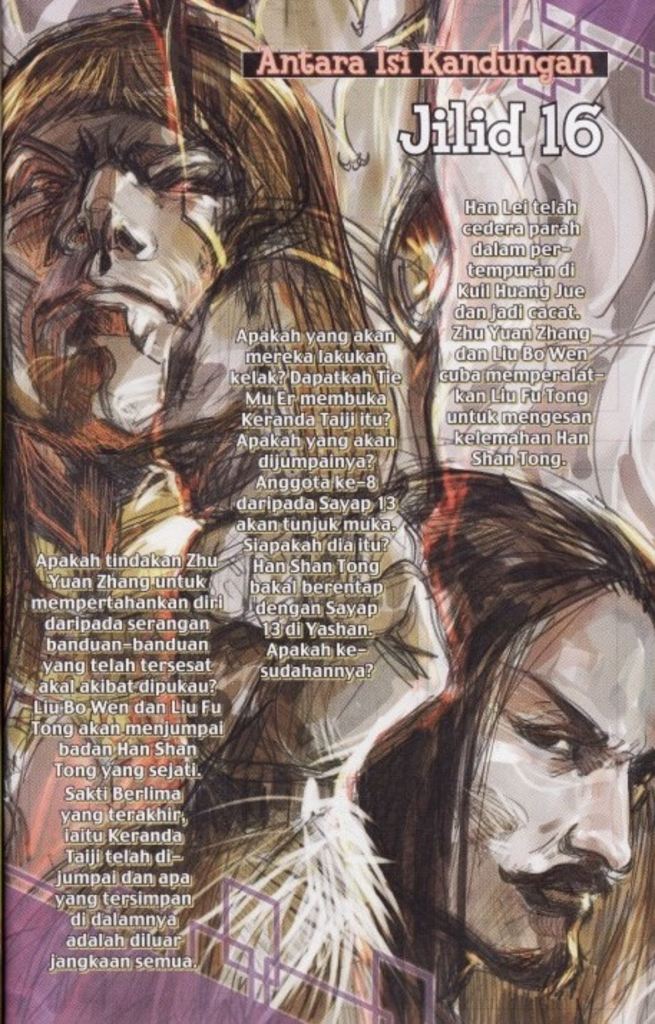 Antara Isi Kandungan
Jilid 16
Han Lei telah
cedera parah
dalam per-
tempuran di
Kuil Huang Jue
dan jadi cacat.
Zhu Yuan Zhang
dan Liu Bo Wen
cuba memperalat-
kan Liu Fu Tong
untuk mengesan
kelemahan Han
Shan Tong.
Apakah yang akan
mereka lakukan
kelak? Dapatkah Tie
Mu Er membuka
Keranda Taiji itu?
Apakah yang akan
dijumpainya?
Anggota ke-8
daripada Sayap 13
akan tunjuk muka.
Siapakah dia itu?
Han Shan Tong
bakal berentap
dengan Sayap
13 di Yashan.
Apakah ke-
sudahannya?
Apakah tindakan Zhu
Yuan Zhang untuk
mempertahankan diri
daripada serangan
banduan-banduan
yang telah tersesat
akal akibat dipukau?
Liu Bo Wen dan Liu Fu
Tong akan menjumpai
badan Han Shan
Tong yang sejati.
Sakti Berlima
yang terakhir,
iaitu Keranda
Taiji telah di-
jumpai dan apa
yang tersimpan
di dalamnya
adalah diluar
jangkaan semua.